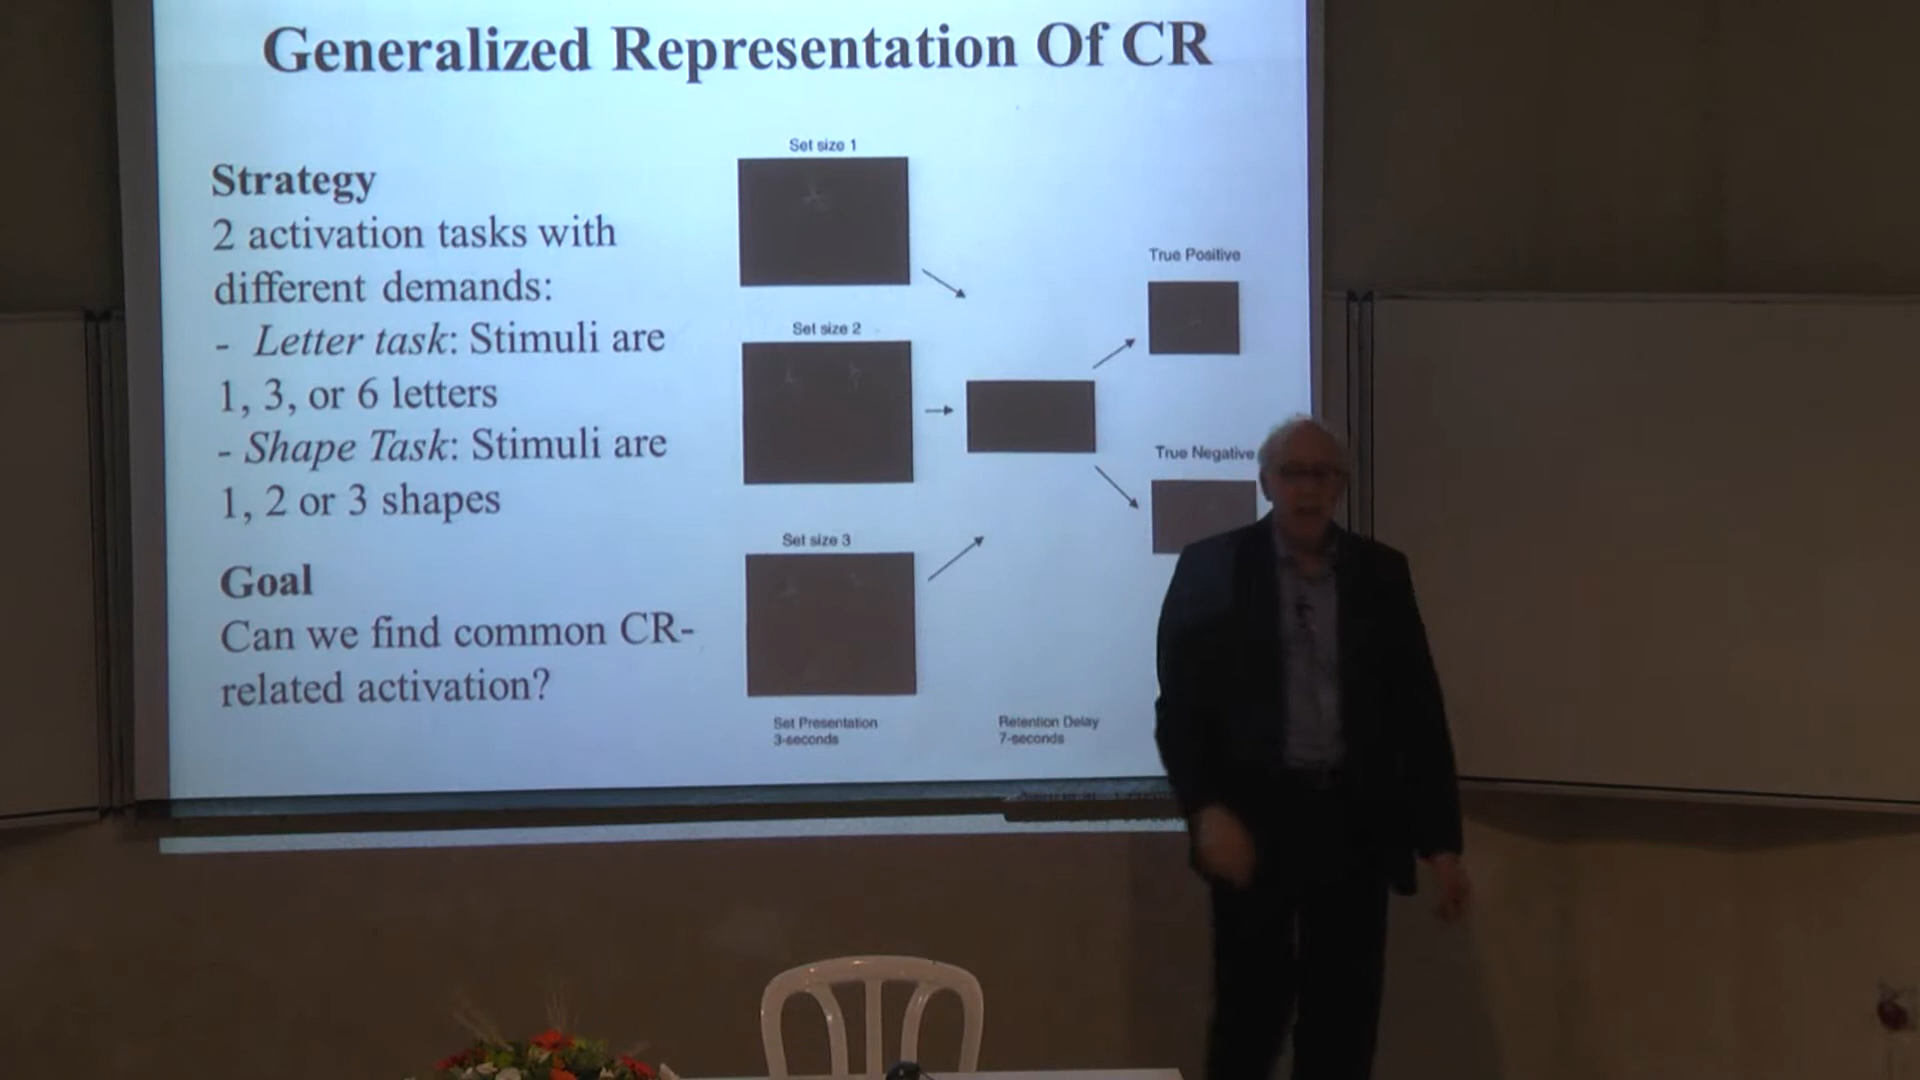 Generalized Representation Of CR
Strategy
2 activation tasks with
different demands:
- Letter task: Stimuli are
1, 3, or 6 letters
- Shape Task: Stimuli are
1, 2 or 3 shapes
Goal
Can we find common CR-
related activation?
Set size 1
Set size 2
Set size 3
True Positive
True Negative
Set Presentation
3-seconds
Retention Delay
7-seconds